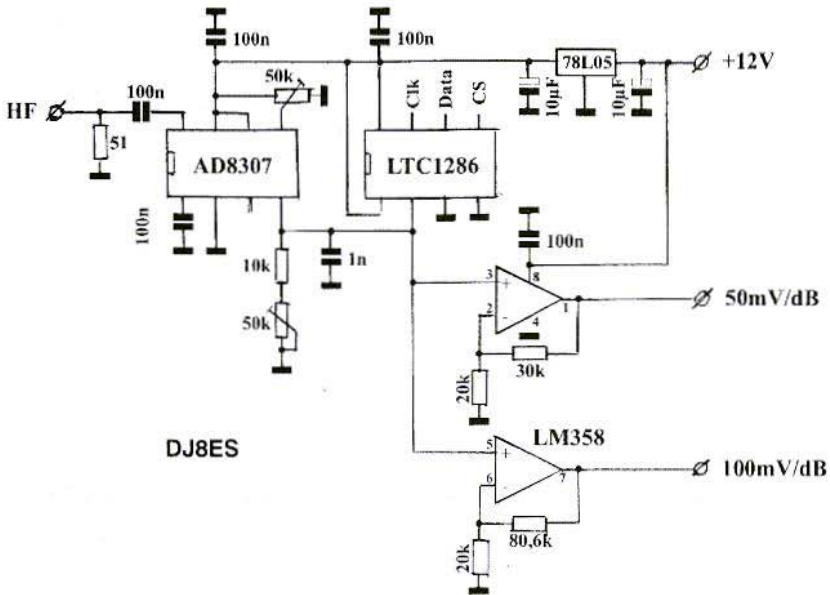 100n
100n
78L05
+12V
50k
Clk
Data
CS
10µF
10µF
100n
HF
51
AD8307
LTC1286
100n
100n
1n
10k
3
+
8
2
-
4
1
50mV/dB
50k
30k
20k
DJ8ES
LM358
5
+
6
-
7
100mV/dB
20k
80,6k